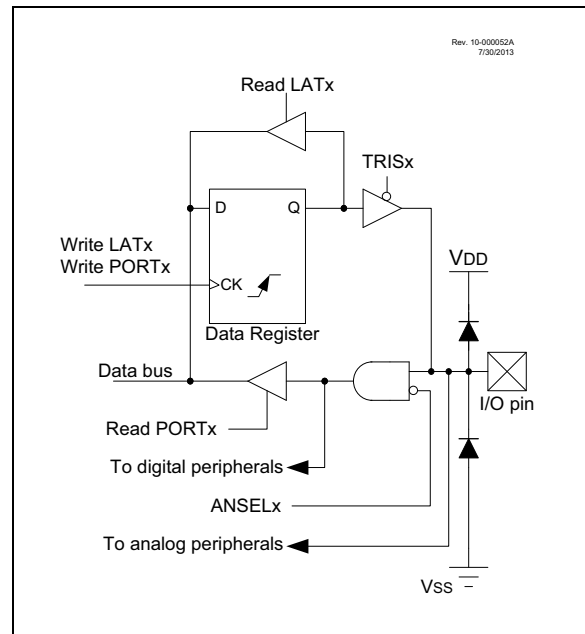 Rev. 10-000052A
7/30/2013
Read LATx
TRISx
D
Q
Write LATx
Write PORTx
CK
VDD
Data Register
Data bus
I/O pin
Read PORTx
To digital peripherals
ANSELx
To analog peripherals
VSS